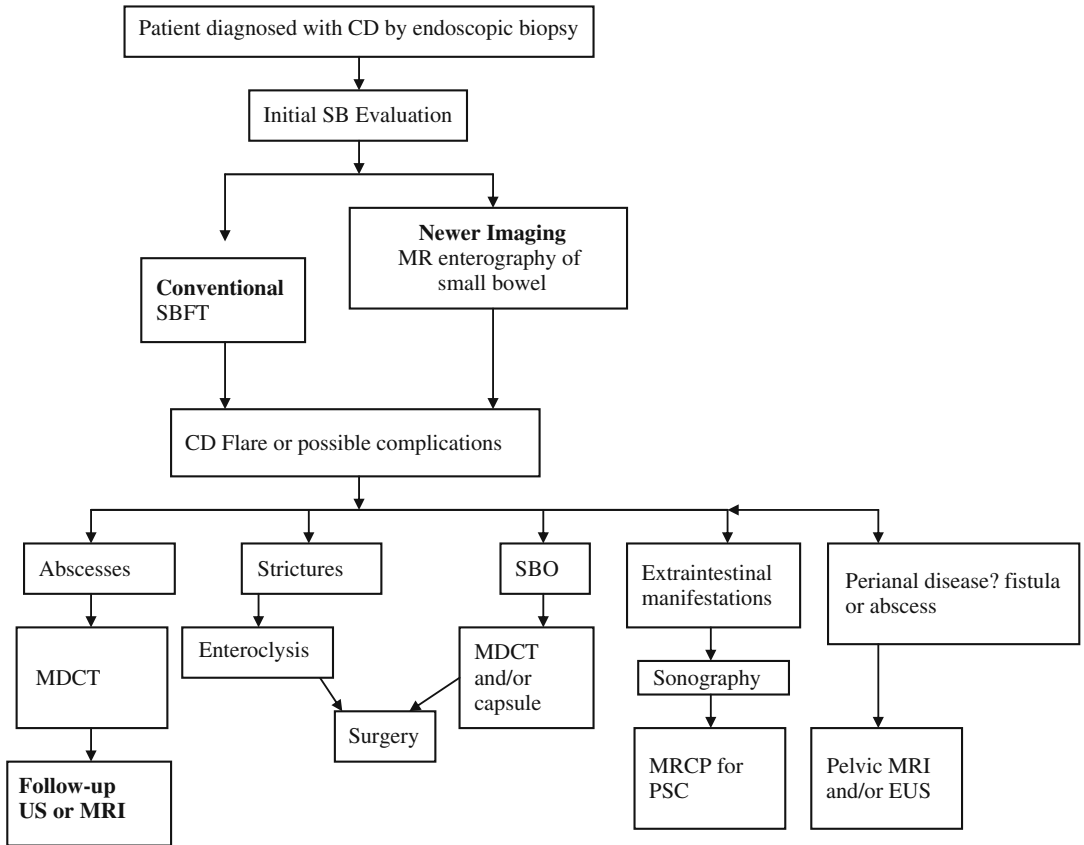 Patient diagnosed with CD by endoscopic biopsy
Initial SB Evaluation
Newer Imaging
MR enterography of
small bowel
Conventional
SBFT
CD Flare or possible complications
Abscesses
Strictures
SBO
Extraintestinal
manifestations
Perianal disease? fistula
or abscess
MDCT
Enteroclysis
MDCT
and/or
capsule
Sonography
Surgery
Follow-up
US or MRI
MRCP for
PSC
Pelvic MRI
and/or EUS